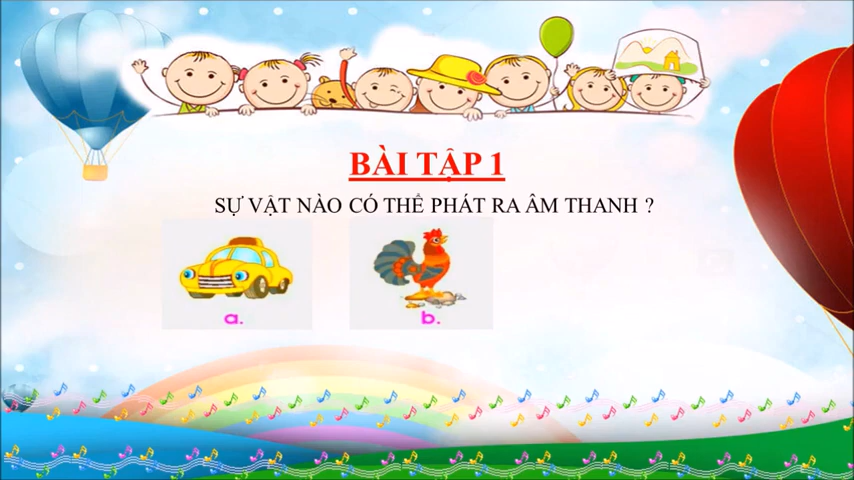 BÀI TẬP 1
SỰ VẬT NÀO CÓ THỂ PHÁT RA ÂM THANH ?
a.
b.